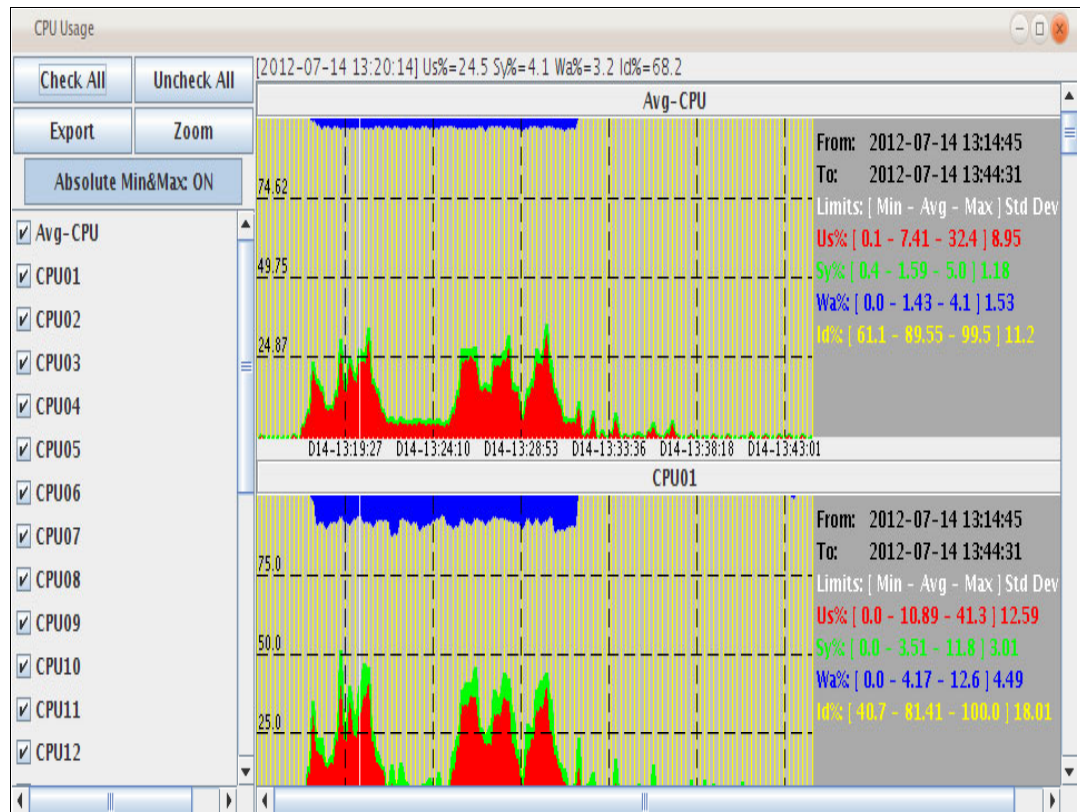 CPU Usage
Check All
Uncheck All
Export
Zoom
Absolute Min&Max: ON
Avg-CPU
CPU01
CPU02
CPU03
CPU04
CPU05
CPU06
CPU07
CPU08
CPU09
CPU10
CPU11
CPU12
[2012-07-14 13:20:14] Us%=24.5 Sy%=4.1 Wa%=3.2 Id%=68.2
Avg-CPU
74.62
49.75
24.87
D14-13:19:27 D14-13:24:10 D14-13:28:53 D14-13:33:36 D14-13:38:18 D14-13:43:01
From: 2012-07-14 13:14:45
To: 2012-07-14 13:44:31
Limits: [ Min - Avg - Max ] Std Dev
Us%: [ 0.1 - 7.41 - 32.4 ] 8.95
Sy%: [ 0.4 - 1.59 - 5.0 ] 1.18
Wa%: [ 0.0 - 1.43 - 4.1 ] 1.53
Id%: [ 61.1 - 89.55 - 99.5 ] 11.2
CPU01
75.0
50.0
25.0
From: 2012-07-14 13:14:45
To: 2012-07-14 13:44:31
Limits: [ Min - Avg - Max ] Std Dev
Us%: [ 0.0 - 10.89 - 41.3 ] 12.59
Sy%: [ 0.0 - 3.51 - 11.8 ] 3.01
Wa%: [ 0.0 - 4.17 - 12.6 ] 4.49
Id%: [ 40.7 - 81.41 - 100.0 ] 18.01